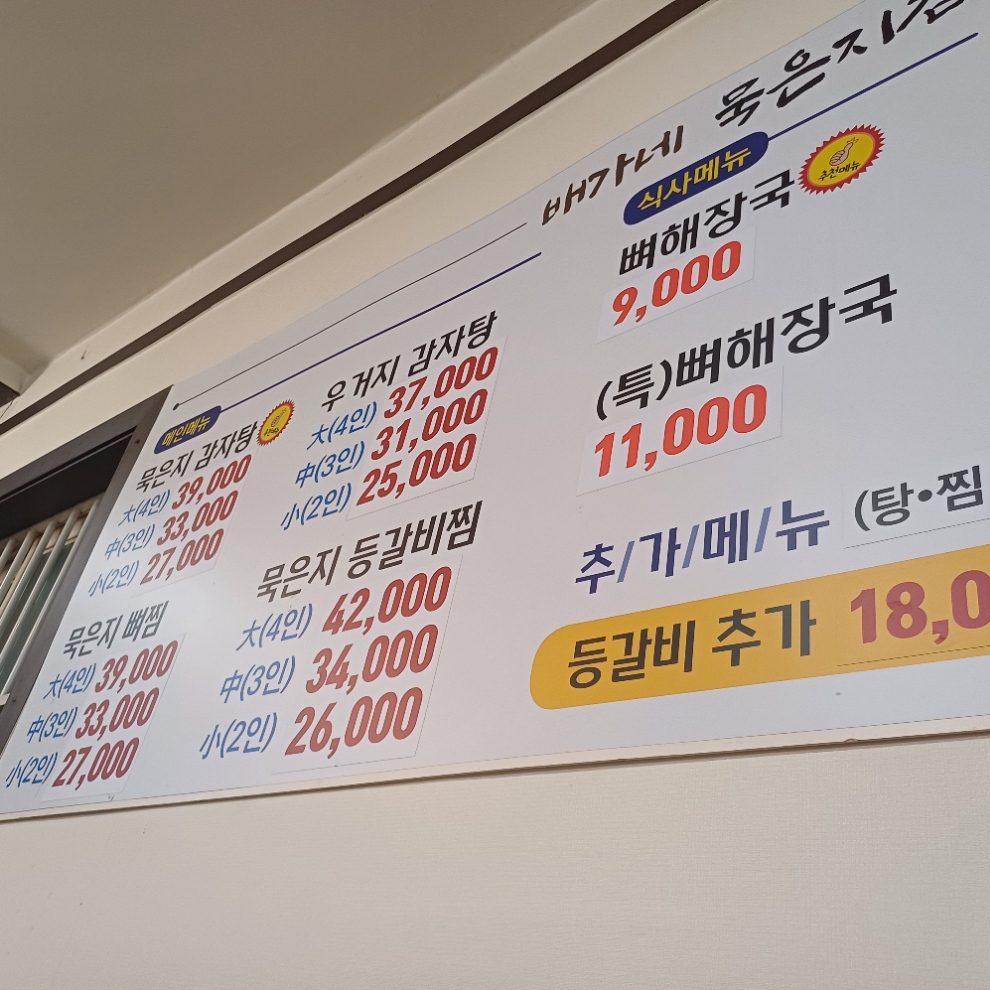 배가네 묵은지
메인메뉴
묵은지 감자탕
大(4인) 39,000
中(3인) 33,000
小(2인) 27,000
우거지 감자탕
大(4인) 37,000
中(3인) 31,000
小(2인) 25,000
묵은지 뼈찜
大(4인) 39,000
中(3인) 33,000
小(2인) 27,000
묵은지 등갈비찜
大(4인) 42,000
中(3인) 34,000
小(2인) 26,000
식사메뉴
추천메뉴
뼈해장국
9,000
(특)뼈해장국
11,000
추/가/메/뉴 (탕•찜
등갈비 추가 18,0